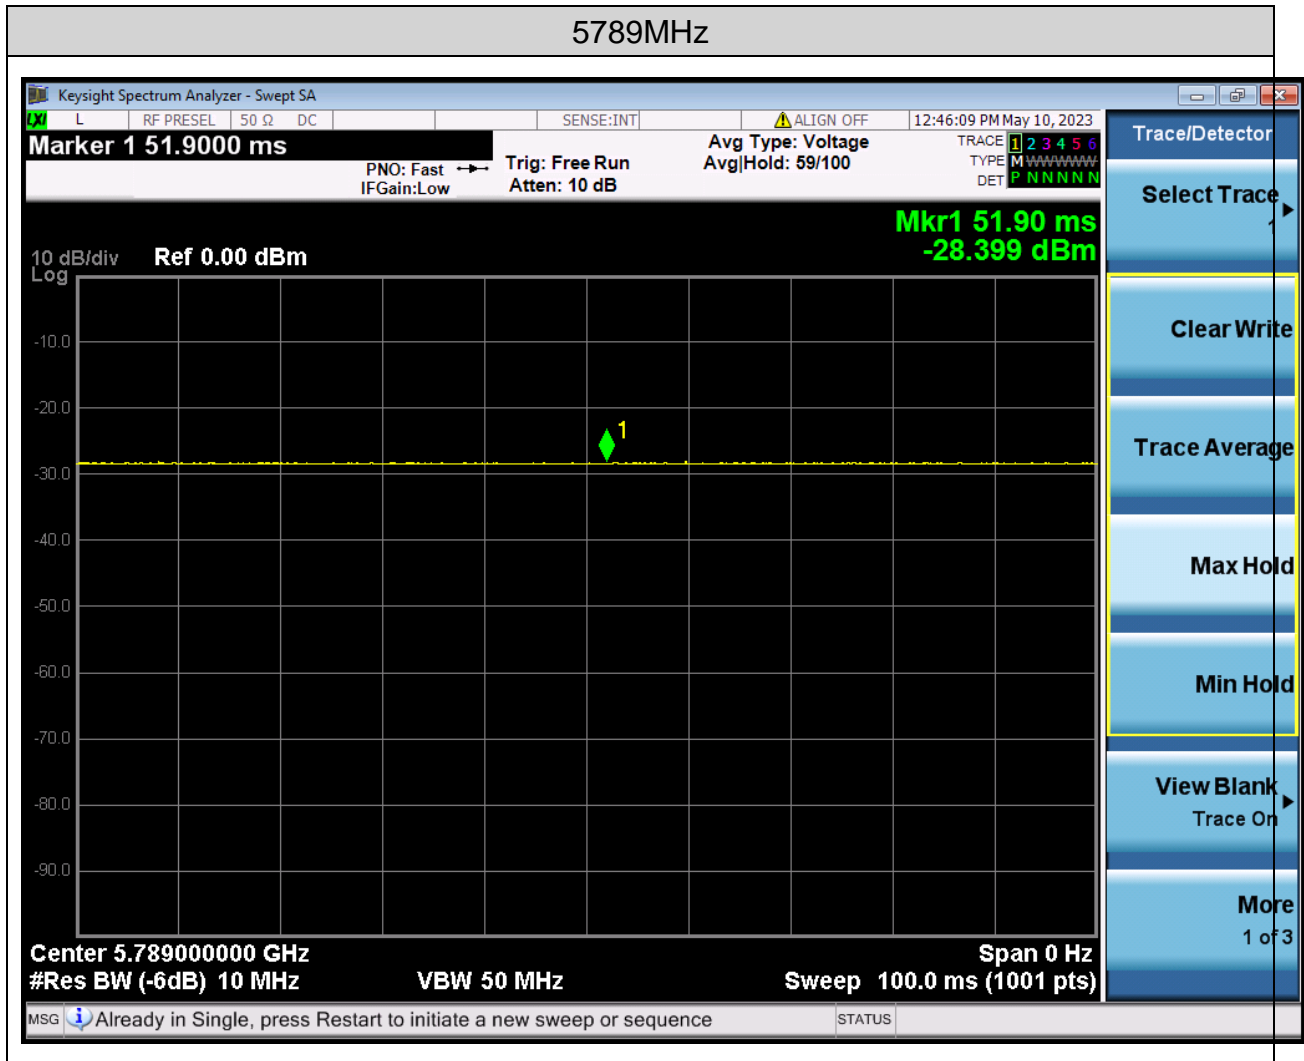 5789MHz
Keysight Spectrum Analyzer - Swept SA
LXI L RF PRESEL 50 Ω DC SENSE:INT ALIGN OFF 12:46:09 PM May 10, 2023
Marker 1 51.9000 ms
PNO: Fast
IFGain:Low
Trig: Free Run
Atten: 10 dB
Avg Type: Voltage
Avg|Hold: 59/100
TRACE 1 2 3 4 5 6
TYPE M WWWWW
DET P N N N N N
Mkr1 51.90 ms
-28.399 dBm
10 dB/div Ref 0.00 dBm
Log
-10.0
-20.0
-30.0
-40.0
-50.0
-60.0
-70.0
-80.0
-90.0
1
Center 5.789000000 GHz Span 0 Hz
#Res BW (-6dB) 10 MHz VBW 50 MHz Sweep 100.0 ms (1001 pts)
MSG Already in Single, press Restart to initiate a new sweep or sequence STATUS
Trace/Detector
Select Trace
1
Clear Write
Trace Average
Max Hold
Min Hold
View Blank
Trace On
More
1 of 3